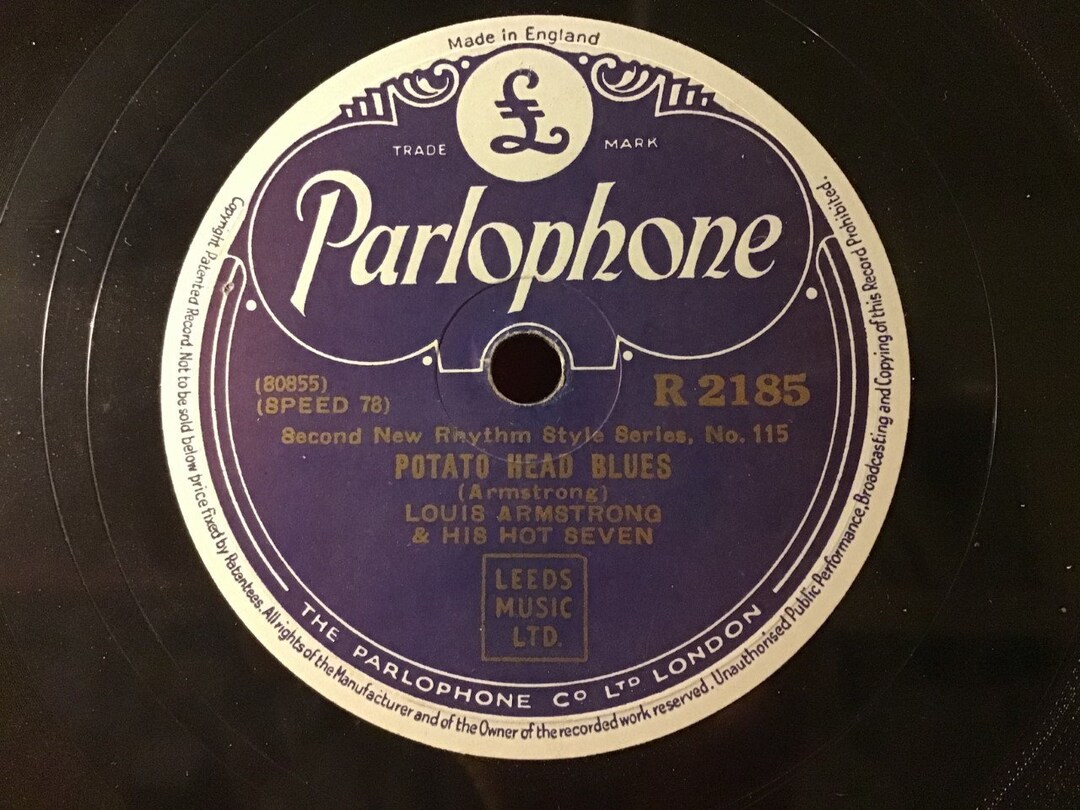 Made in England
£
TRADE MARK
Parlophone
(80855)
(SPEED 78)
R 2185
Second New Rhythm Style Series, No. 115
POTATO HEAD BLUES
(Armstrong)
LOUIS ARMSTRONG
& HIS HOT SEVEN
LEEDS
MUSIC
LTD.
THE PARLOPHONE CO LTD LONDON
Copyright Patented Record. Not to be sold below price fixed by Patentees. All rights of the Manufacturer and of the Owner of the recorded work reserved. Unauthorised Public Performance, Broadcasting and Copying of this Record Prohibited.